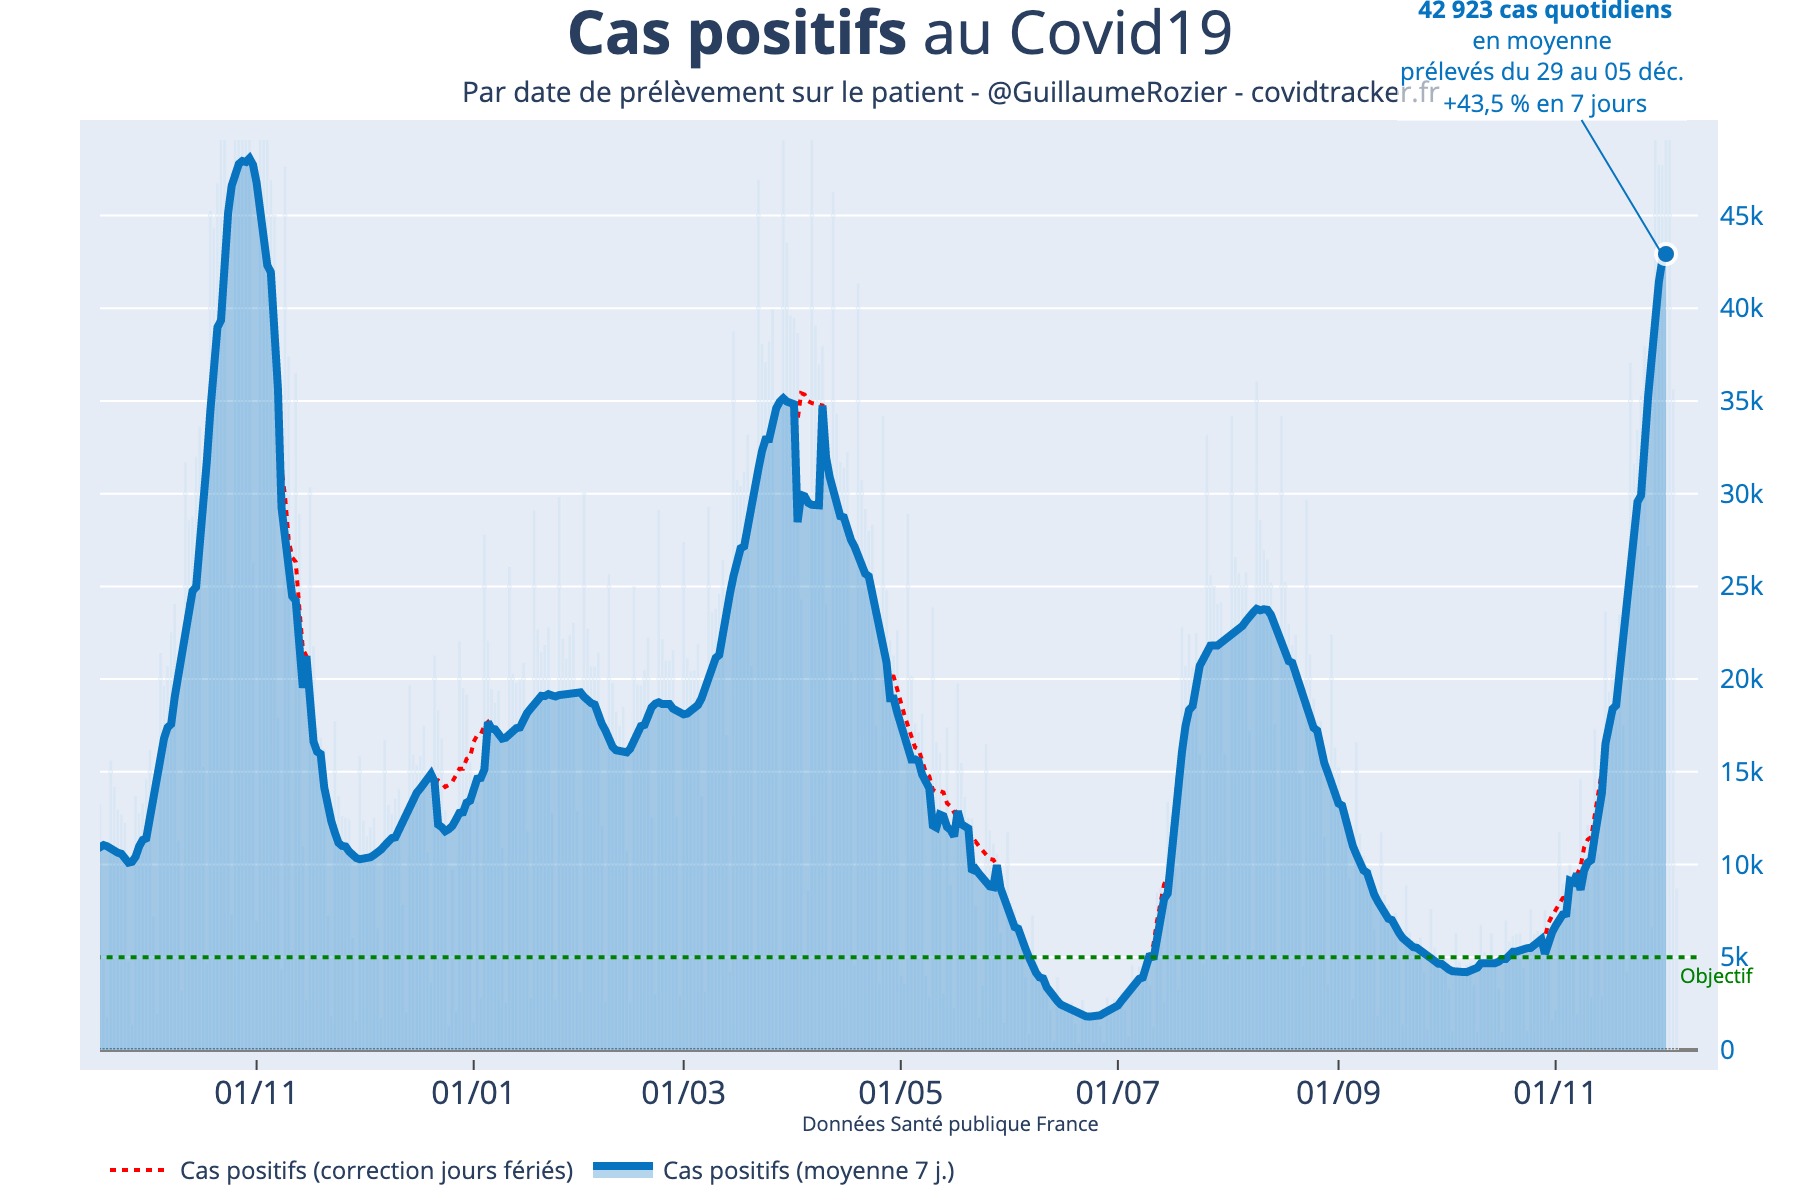 Cas positifs au Covid19
Par date de prélèvement sur le patient - @GuillaumeRozier - covidtracker.fr
42 923 cas quotidiens
en moyenne
prélevés du 29 au 05 déc.
+43,5 % en 7 jours
45k
40k
35k
30k
25k
20k
15k
10k
5k
Objectif
0
01/11
01/01
01/03
01/05
01/07
01/09
01/11
Données Santé publique France
Cas positifs (correction jours fériés)
Cas positifs (moyenne 7 j.)